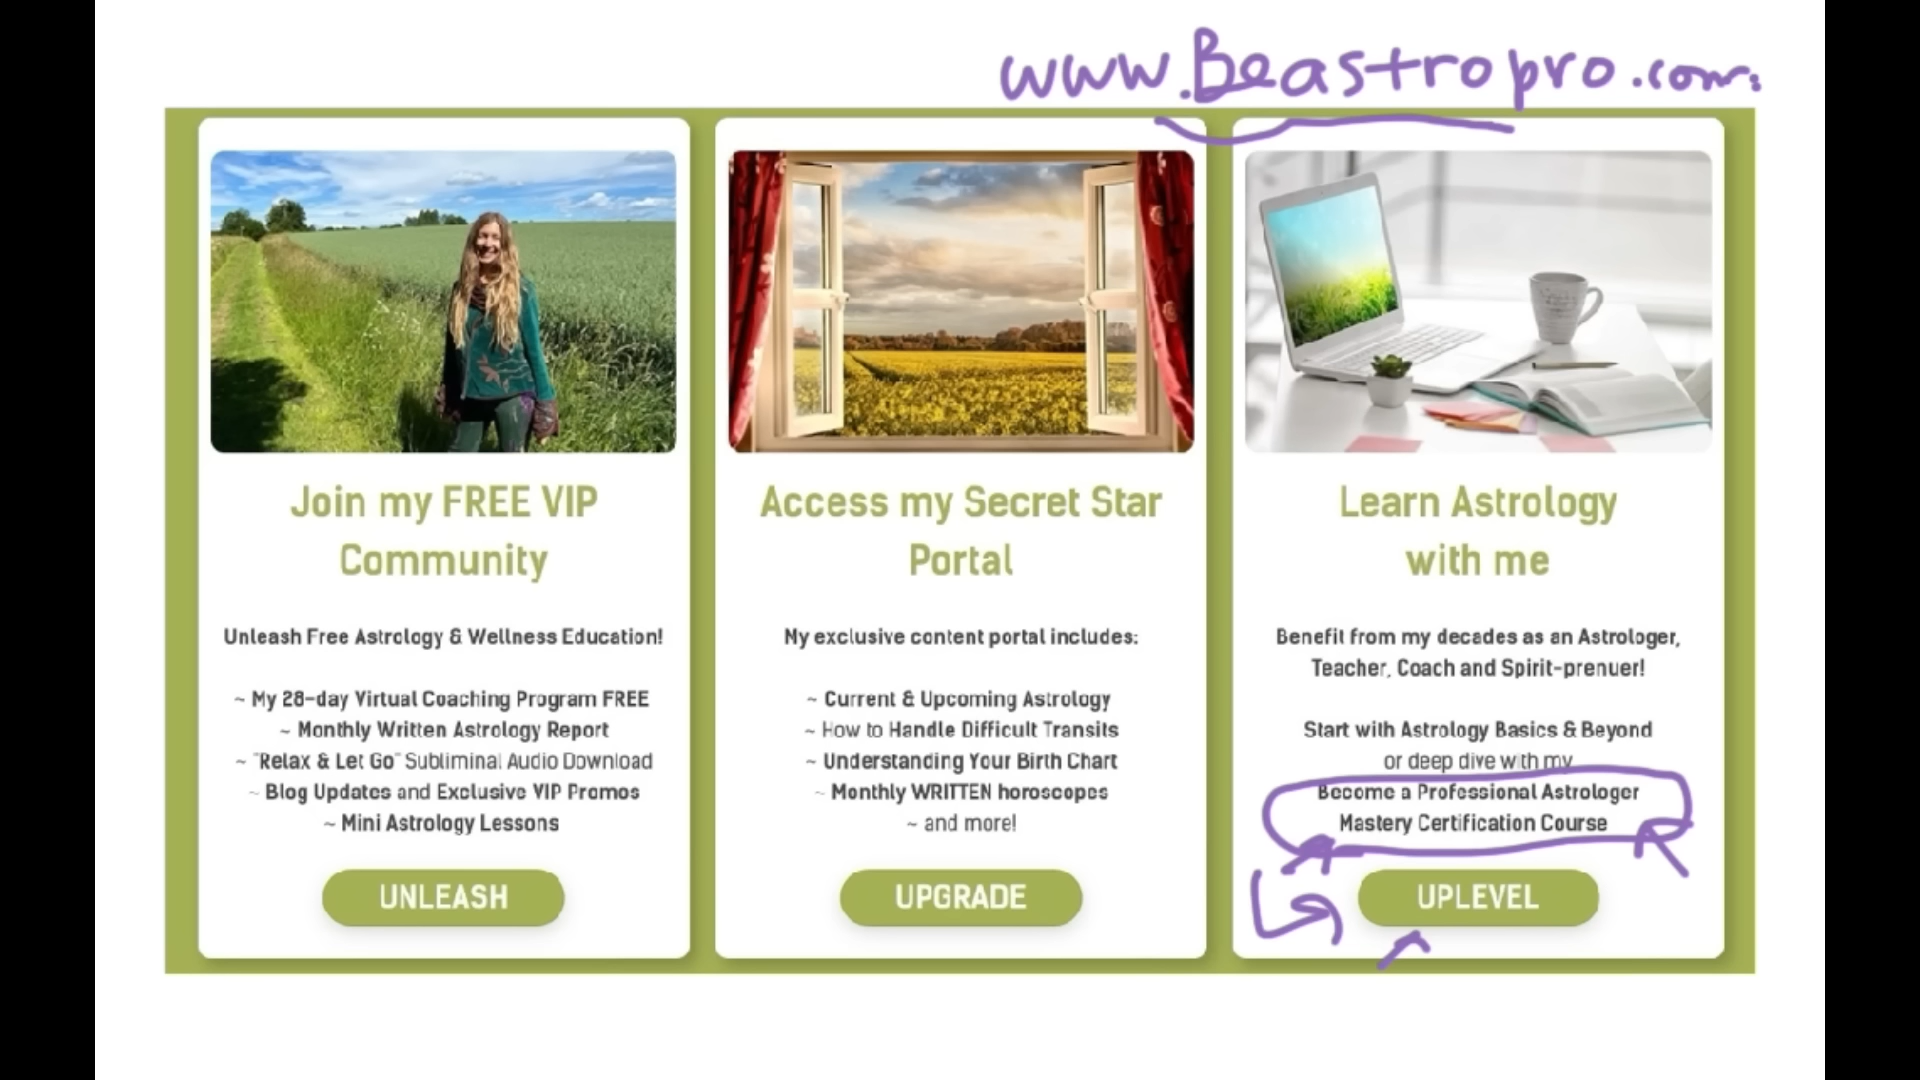 www.Beastropro.com
Join my FREE VIP
Community
Unleash Free Astrology & Wellness Education!
~ My 28-day Virtual Coaching Program FREE
~ Monthly Written Astrology Report
~ "Relax & Let Go" Subliminal Audio Download
~ Blog Updates and Exclusive VIP Promos
~ Mini Astrology Lessons
UNLEASH
Access my Secret Star
Portal
My exclusive content portal includes:
~ Current & Upcoming Astrology
~ How to Handle Difficult Transits
~ Understanding Your Birth Chart
~ Monthly WRITTEN horoscopes
~ and more!
UPGRADE
Learn Astrology
with me
Benefit from my decades as an Astrologer,
Teacher, Coach and Spirit-prenuer!
Start with Astrology Basics & Beyond
or deep dive with my
Become a Professional Astrologer
Mastery Certification Course
UPLEVEL